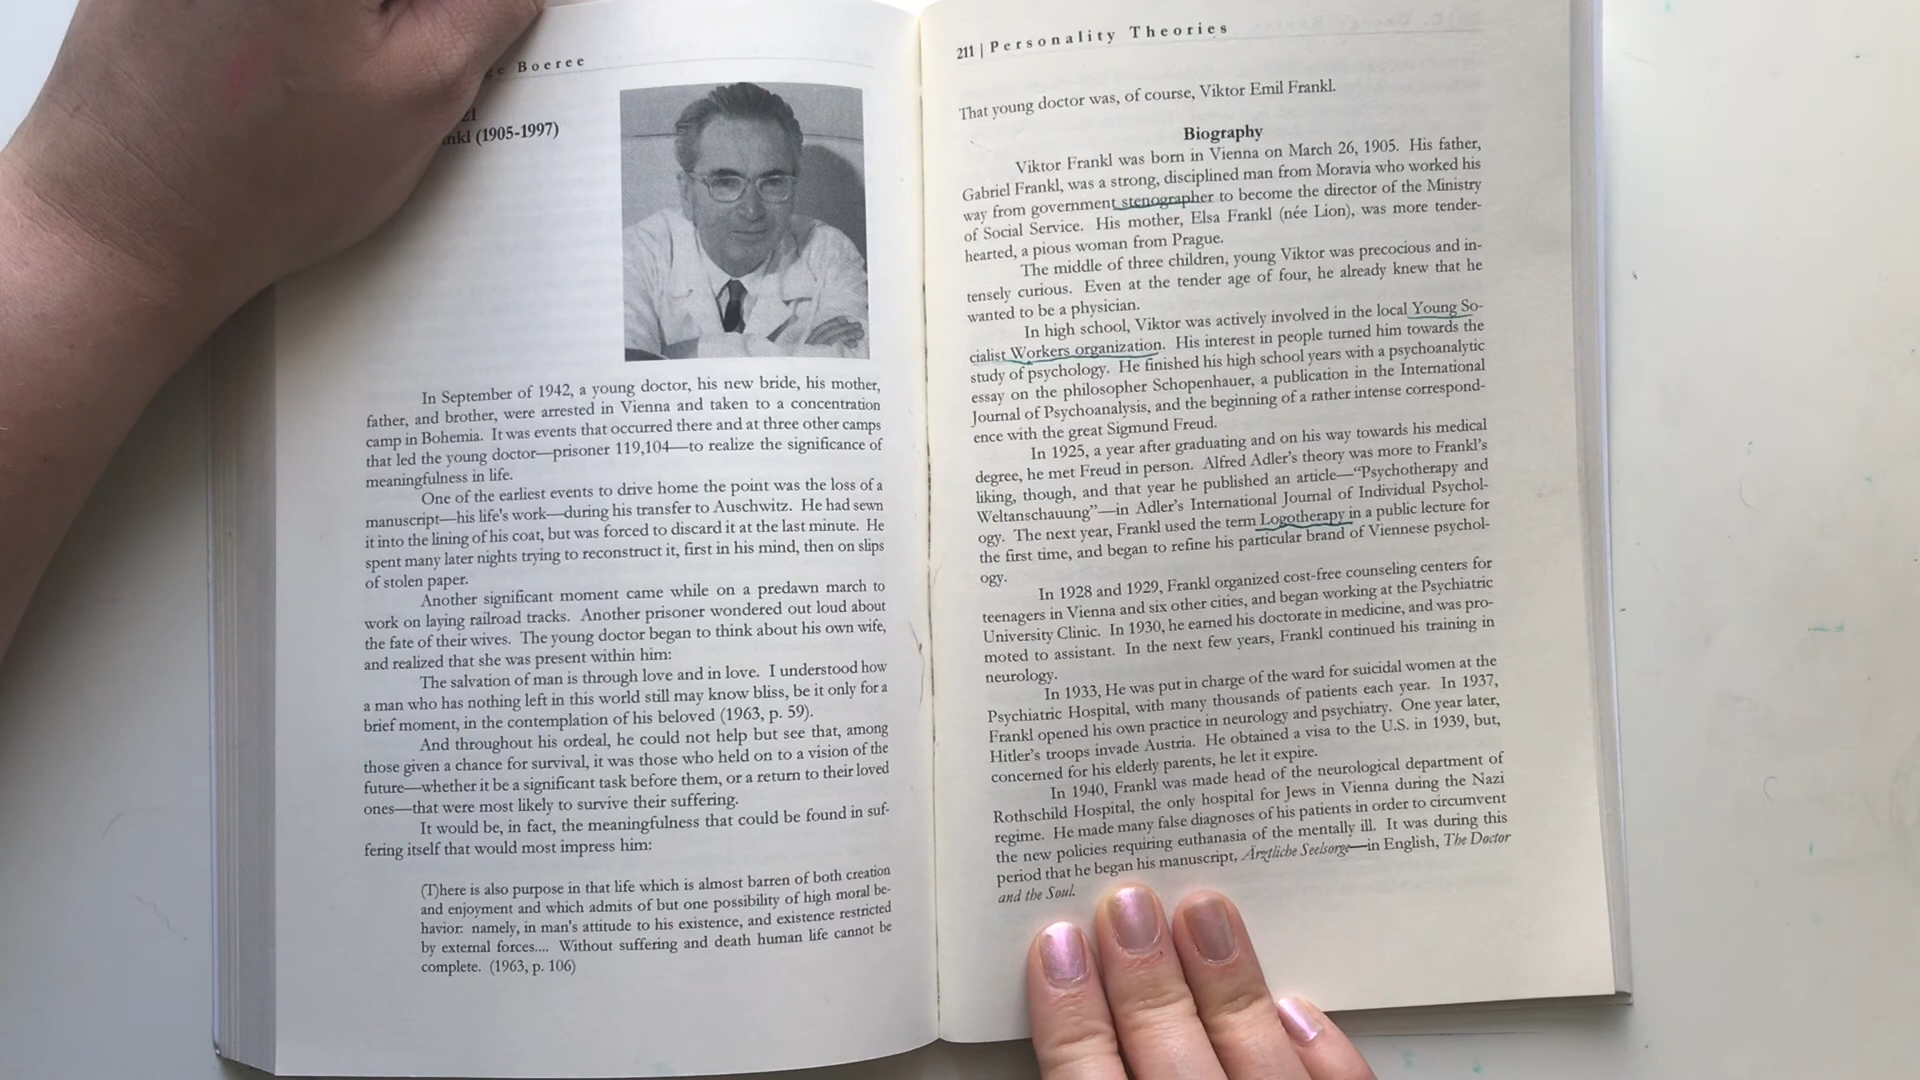 e Boeree
21
nkl (1905-1997)
In September of 1942, a young doctor, his new bride, his mother,
father, and brother, were arrested in Vienna and taken to a concentration
camp in Bohemia. It was events that occurred there and at three other camps
that led the young doctor—prisoner 119,104—to realize the significance of
meaningfulness in life.
One of the earliest events to drive home the point was the loss of a
manuscript—his life's work—during his transfer to Auschwitz. He had sewn
it into the lining of his coat, but was forced to discard it at the last minute. He
spent many later nights trying to reconstruct it, first in his mind, then on slips
of stolen paper.
Another significant moment came while on a predawn march to
work on laying railroad tracks. Another prisoner wondered out loud about
the fate of their wives. The young doctor began to think about his own wife,
and realized that she was present within him:
The salvation of man is through love and in love. I understood how
a man who has nothing left in this world still may know bliss, be it only for a
brief moment, in the contemplation of his beloved (1963, p. 59).
And throughout his ordeal, he could not help but see that, among
those given a chance for survival, it was those who held on to a vision of the
future—whether it be a significant task before them, or a return to their loved
ones—that were most likely to survive their suffering.
It would be, in fact, the meaningfulness that could be found in suf-
fering itself that would most impress him:
(T)here is also purpose in that life which is almost barren of both creation
and enjoyment and which admits of but one possibility of high moral be-
havior: namely, in man's attitude to his existence, and existence restricted
by external forces.... Without suffering and death human life cannot be
complete. (1963, p. 106)
211 | Personality Theories
That young doctor was, of course, Viktor Emil Frankl.
Biography
Viktor Frankl was born in Vienna on March 26, 1905. His father,
Gabriel Frankl, was a strong, disciplined man from Moravia who worked his
way from government stenographer to become the director of the Ministry
of Social Service. His mother, Elsa Frankl (née Lion), was more tender-
hearted, a pious woman from Prague.
The middle of three children, young Viktor was precocious and in-
tensely curious. Even at the tender age of four, he already knew that he
wanted to be a physician.
In high school, Viktor was actively involved in the local Young So-
cialist Workers organization. His interest in people turned him towards the
study of psychology. He finished his high school years with a psychoanalytic
essay on the philosopher Schopenhauer, a publication in the International
Journal of Psychoanalysis, and the beginning of a rather intense correspond-
ence with the great Sigmund Freud.
In 1925, a year after graduating and on his way towards his medical
degree, he met Freud in person. Alfred Adler's theory was more to Frankl's
liking, though, and that year he published an article—“Psychotherapy and
Weltanschauung”—in Adler's International Journal of Individual Psychol-
ogy. The next year, Frankl used the term Logotherapy in a public lecture for
the first time, and began to refine his particular brand of Viennese psychol-
ogy.
In 1928 and 1929, Frankl organized cost-free counseling centers for
teenagers in Vienna and six other cities, and began working at the Psychiatric
University Clinic. In 1930, he earned his doctorate in medicine, and was pro-
moted to assistant. In the next few years, Frankl continued his training in
neurology.
In 1933, He was put in charge of the ward for suicidal women at the
Psychiatric Hospital, with many thousands of patients each year. In 1937,
Frankl opened his own practice in neurology and psychiatry. One year later,
Hitler's troops invade Austria. He obtained a visa to the U.S. in 1939, but,
concerned for his elderly parents, he let it expire.
In 1940, Frankl was made head of the neurological department of
Rothschild Hospital, the only hospital for Jews in Vienna during the Nazi
regime. He made many false diagnoses of his patients in order to circumvent
the new policies requiring euthanasia of the mentally ill. It was during this
period that he began his manuscript, Ärztliche Seelsorge—in English, The Doctor
and the Soul.